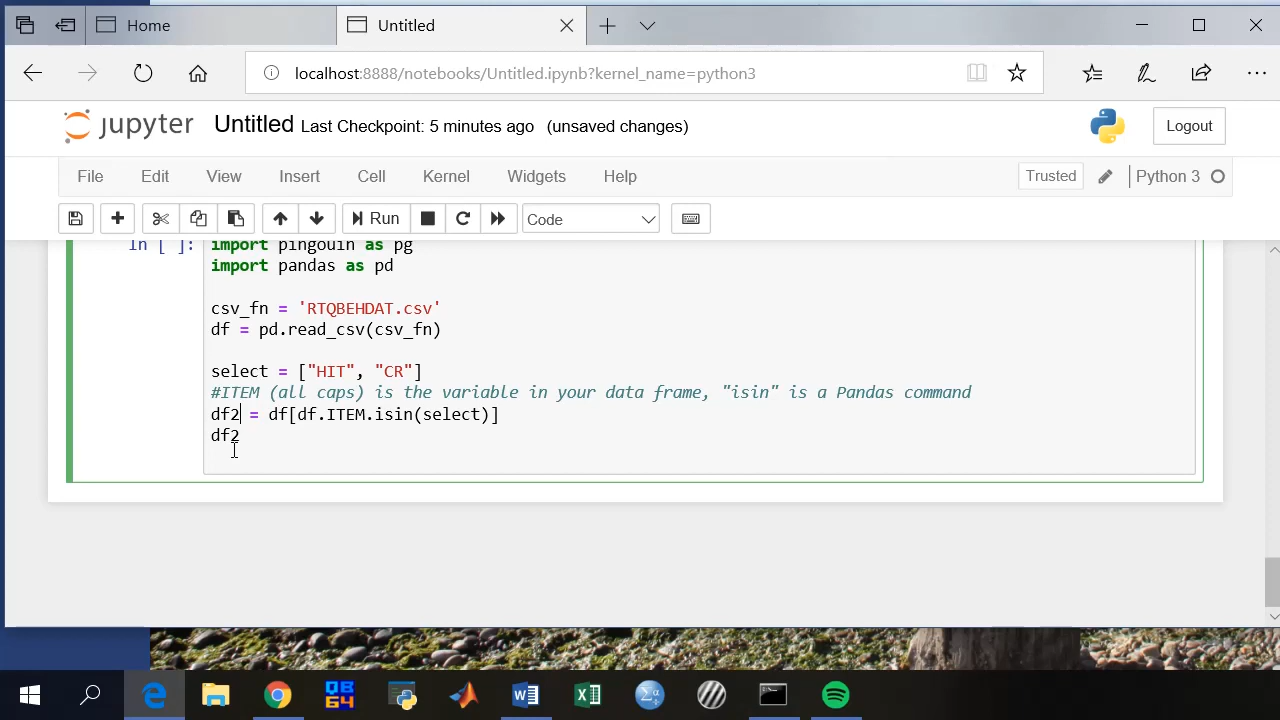 Home
Untitled
localhost:8888/notebooks/Untitled.ipynb?kernel_name=python3
jupyter Untitled Last Checkpoint: 5 minutes ago (unsaved changes)
Logout
File Edit View Insert Cell Kernel Widgets Help
Trusted
Python 3
Run
Code
In [ ]:
import pingouin as pg
import pandas as pd
csv_fn = 'RTQBEHDAT.csv'
df = pd.read_csv(csv_fn)
select = ["HIT", "CR"]
#ITEM (all caps) is the variable in your data frame, "isin" is a Pandas command
df2 = df[df.ITEM.isin(select)]
df2
QB
64